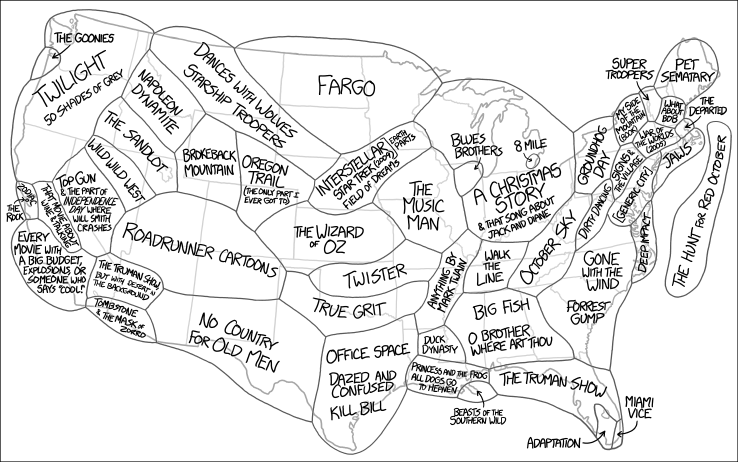 THE GOONIES
TWILIGHT
50 SHADES OF GREY
NAPOLEON
DYNAMITE
DANCES WITH WOLVES
STARSHIP TROOPERS
FARGO
THE SANDLOT
WILD WILD WEST
BROKEBACK
MOUNTAIN
OREGON
TRAIL
(THE ONLY PART I
EVER GOT TO)
INTERSTELLAR
EARTH
PARTS
STAR TREK (2009)
FIELD OF DREAMS
BLUES
BROTHERS
8 MILE
SUPER
TROOPERS
PET
SEMATARY
MY SIDE
OF THE
MOUNTAIN
(BOOK)
WHAT
ABOUT
BOB
THE
DEPARTED
WAR OF
THE
WORLDS
(2005)
JAWS
GROUNDHOG
DAY
SIGNS &
THE VILLAGE
DIRTY DANCING
[GENERIC CITY]
DEEP IMPACT
THE HUNT FOR RED OCTOBER
ZODIAC
THE
ROCK
THAT MOVIE ABOUT
WINE & DIVORCE
TOP GUN
& THE PART OF
INDEPENDENCE
DAY WHERE
WILL SMITH
CRASHES
EVERY
MOVIE WITH
A BIG BUDGET,
EXPLOSIONS OR
SOMEONE WHO
SAYS "COOL!"
ROADRUNNER CARTOONS
THE TRUMAN SHOW
BUT WITH DESERT IN
THE BACKGROUND
TOMBSTONE
& THE MASK OF
ZORRO
NO COUNTRY
FOR OLD MEN
THE WIZARD
OF
OZ
TWISTER
TRUE GRIT
THE
MUSIC
MAN
ANYTHING BY
MARK TWAIN
A CHRISTMAS
STORY
& THAT SONG ABOUT
JACK AND DIANE
WALK
THE
LINE
OCTOBER SKY
GONE
WITH THE
WIND
FORREST
GUMP
BIG FISH
O BROTHER
WHERE ART THOU
DUCK
DYNASTY
OFFICE SPACE
DAZED AND
CONFUSED
KILL BILL
PRINCESS AND THE FROG
ALL DOGS GO
TO HEAVEN
BEASTS OF THE
SOUTHERN WILD
THE TRUMAN SHOW
MIAMI
VICE
ADAPTATION